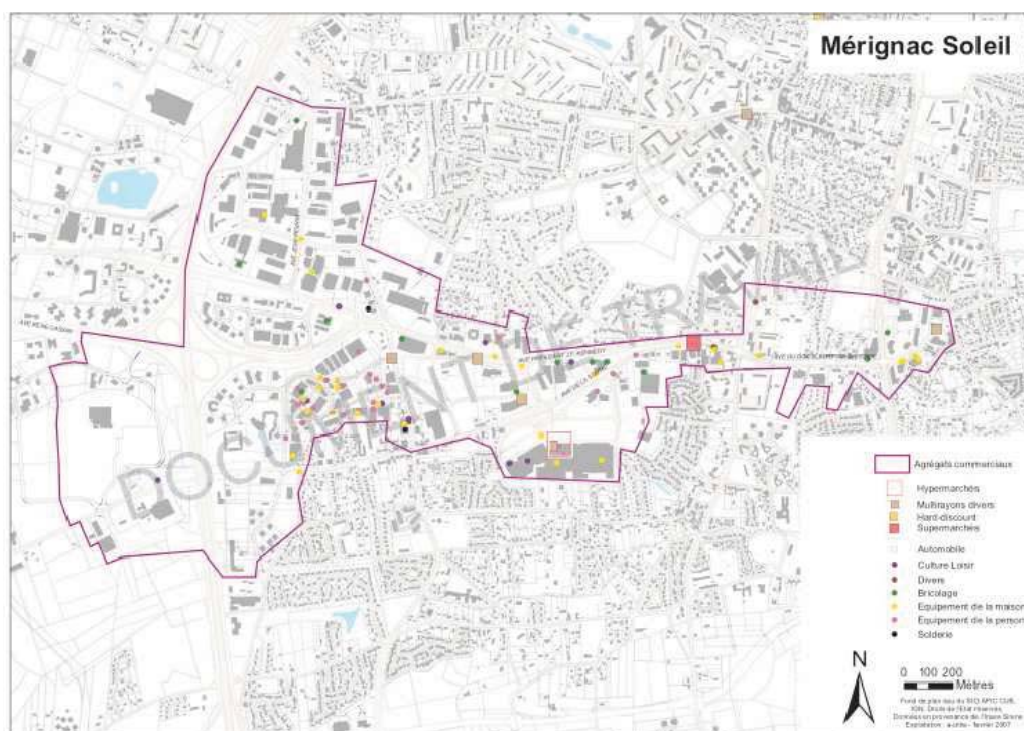 Mérignac Soleil
DOCUMENT DE TRAVAIL
Agrégats commerciaux
Hypermarchés
Multirayons divers
Hard-discount
Supermarchés
Automobile
Culture Loisir
Divers
Bricolage
Equipement de la maison
Equipement de la person
Solderie
N
0 100 200
Mètres